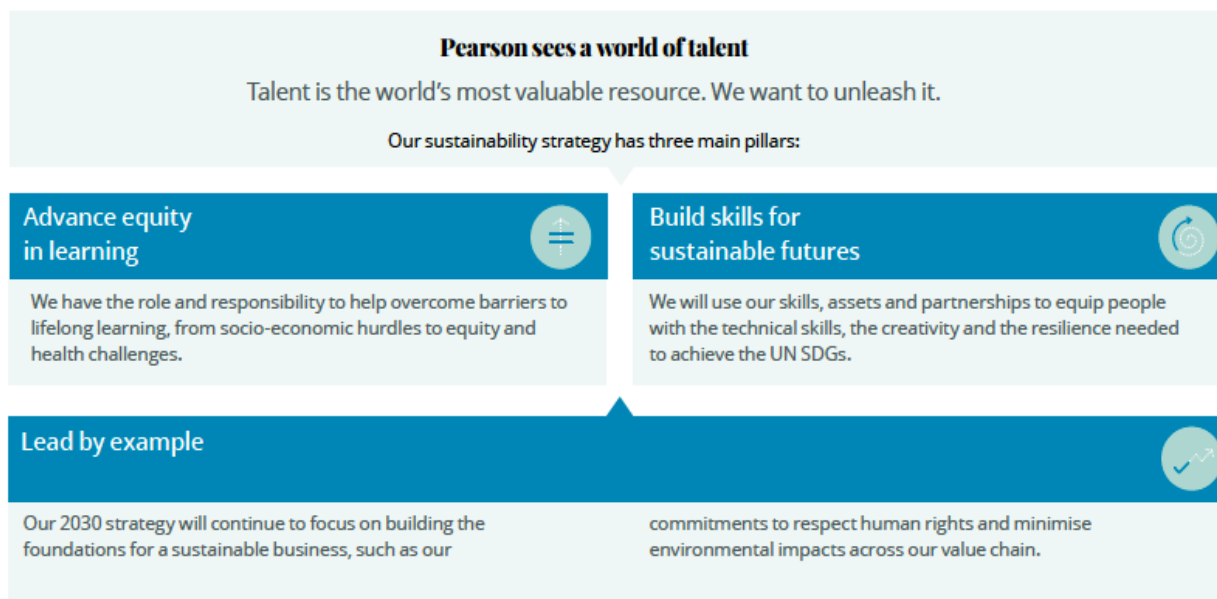 Pearson sees a world of talent
Talent is the world's most valuable resource. We want to unleash it.
Our sustainability strategy has three main pillars:
Advance equity
in learning
We have the role and responsibility to help overcome barriers to
lifelong learning, from socio-economic hurdles to equity and
health challenges.
Build skills for
sustainable futures
We will use our skills, assets and partnerships to equip people
with the technical skills, the creativity and the resilience needed
to achieve the UN SDGs.
Lead by example
Our 2030 strategy will continue to focus on building the
foundations for a sustainable business, such as our
commitments to respect human rights and minimise
environmental impacts across our value chain.